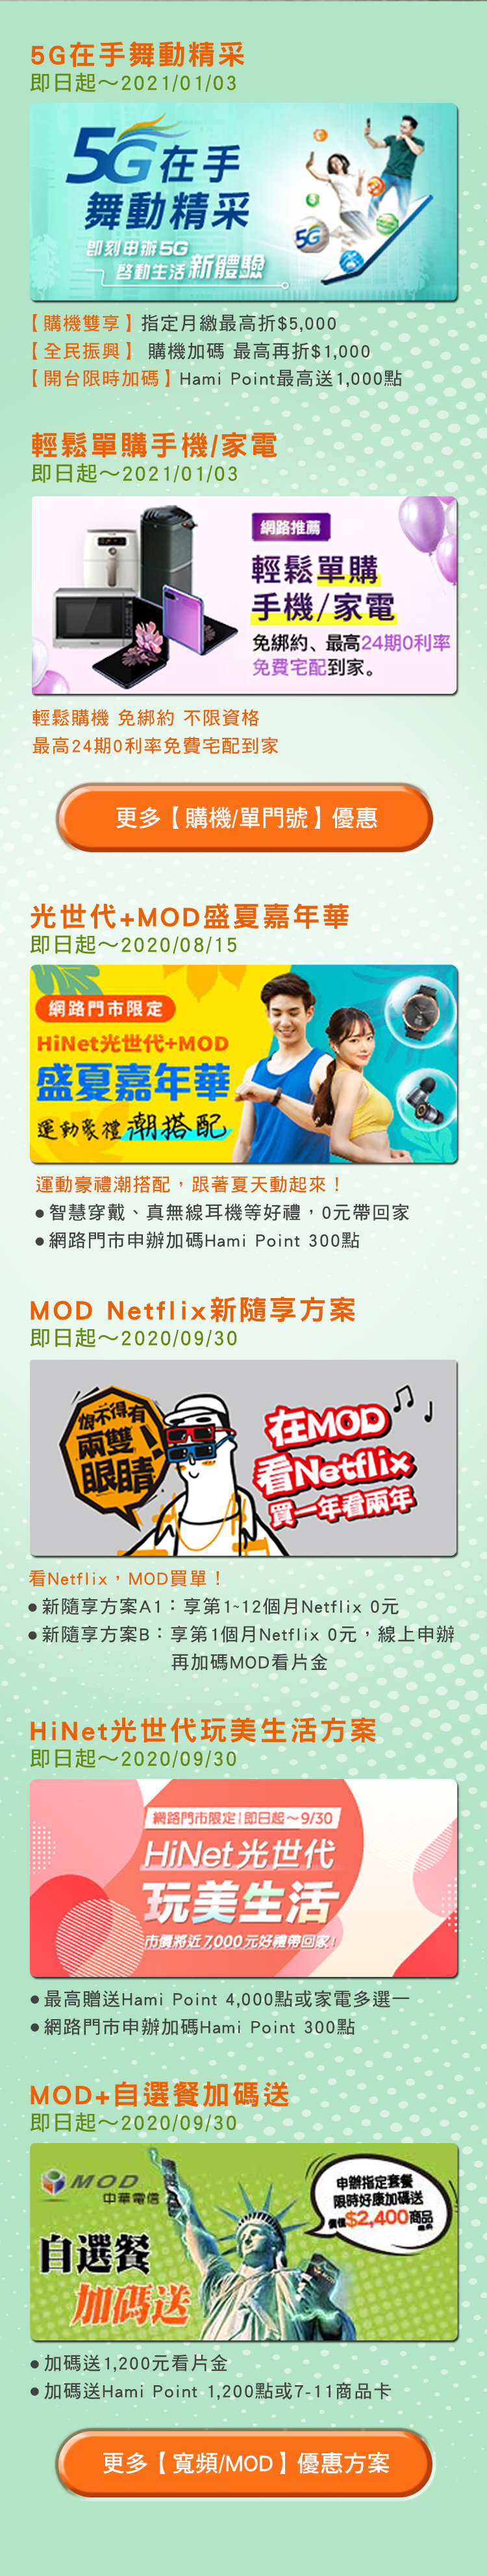 5G在手舞動精采
即日起～2021/01/03
5G在手
舞動精采
即刻申辦5G
啓動生活新體驗
5G
【購機雙享】指定月繳最高折$5,000
【全民振興】 購機加碼 最高再折$1,000
【開台限時加碼】Hami Point最高送1,000點
輕鬆單購手機/家電
即日起～2021/01/03
網路推薦
輕鬆單購
手機/家電
免綁約、最高24期0利率
免費宅配到家。
輕鬆購機 免綁約 不限資格
最高24期0利率免費宅配到家
更多【購機/單門號】優惠
光世代+MOD盛夏嘉年華
即日起～2020/08/15
網路門市限定
HiNet光世代+MOD
盛夏嘉年華
運動豪禮潮搭配
運動豪禮潮搭配，跟著夏天動起來！
●智慧穿戴、真無線耳機等好禮，0元帶回家
●網路門市申辦加碼Hami Point 300點
MOD Netflix新隨享方案
即日起～2020/09/30
恨不得有
兩雙
眼睛！
在MOD
看Netflix
買一年看兩年
看Netflix，MOD買單！
●新隨享方案A1：享第1~12個月Netflix 0元
●新隨享方案B：享第1個月Netflix 0元，線上申辦
再加碼MOD看片金
HiNet光世代玩美生活方案
即日起～2020/09/30
網路門市限定|即日起～9/30
HiNet光世代
玩美生活
市價將近7,000元好禮帶回家!
●最高贈送Hami Point 4,000點或家電多選一
●網路門市申辦加碼Hami Point 300點
MOD+自選餐加碼送
即日起～2020/09/30
MOD
中華電信
自選餐
加碼送
申辦指定套餐
限時好康加碼送
價值$2,400商品
●加碼送1,200元看片金
●加碼送Hami Point 1,200點或7-11商品卡
更多【寬頻/MOD】優惠方案